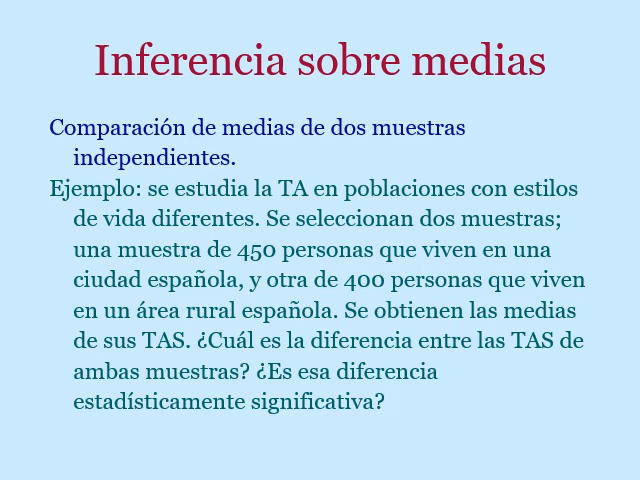 Inferencia sobre medias
Comparación de medias de dos muestras
independientes.
Ejemplo: se estudia la TA en poblaciones con estilos
de vida diferentes. Se seleccionan dos muestras;
una muestra de 450 personas que viven en una
ciudad española, y otra de 400 personas que viven
en un área rural española. Se obtienen las medias
de sus TAS. ¿Cuál es la diferencia entre las TAS de
ambas muestras? ¿Es esa diferencia
estadísticamente significativa?